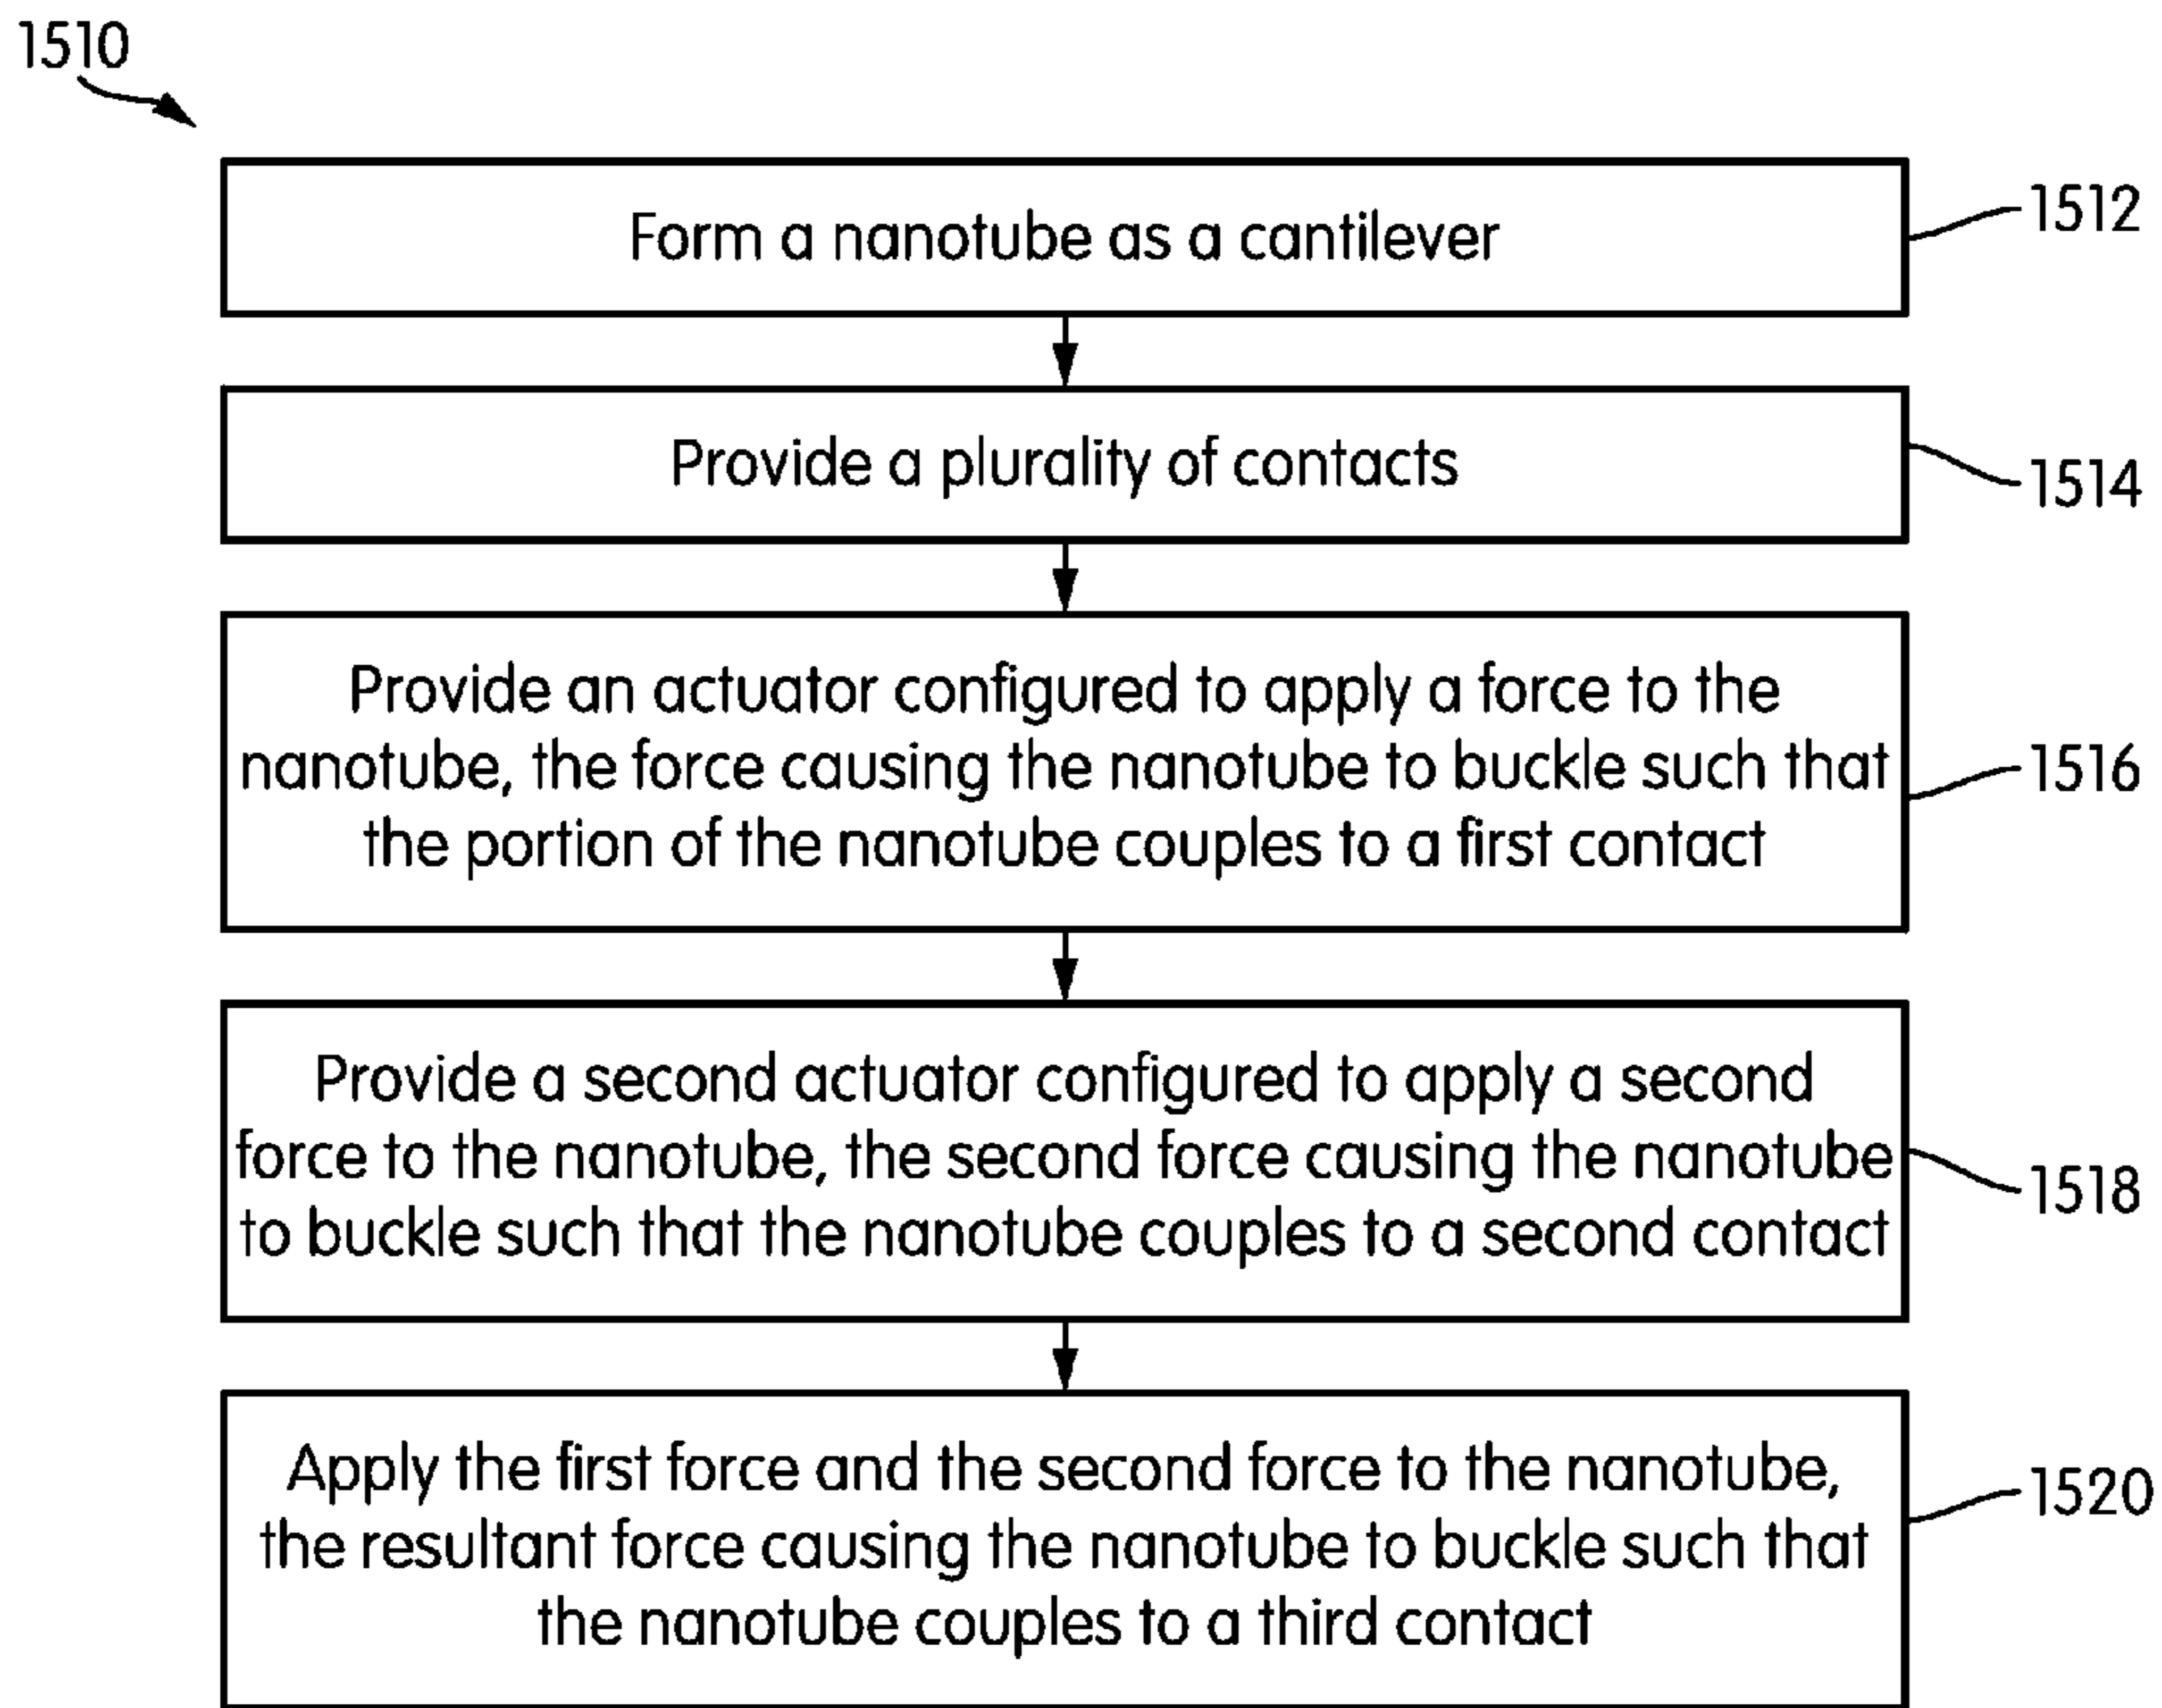 1510
Form a nanotube as a cantilever
1512
Provide a plurality of contacts
1514
Provide an actuator configured to apply a force to the
nanotube, the force causing the nanotube to buckle such that
the portion of the nanotube couples to a first contact
1516
Provide a second actuator configured to apply a second
force to the nanotube, the second force causing the nanotube
to buckle such that the nanotube couples to a second contact
1518
Apply the first force and the second force to the nanotube,
the resultant force causing the nanotube to buckle such that
the nanotube couples to a third contact
1520